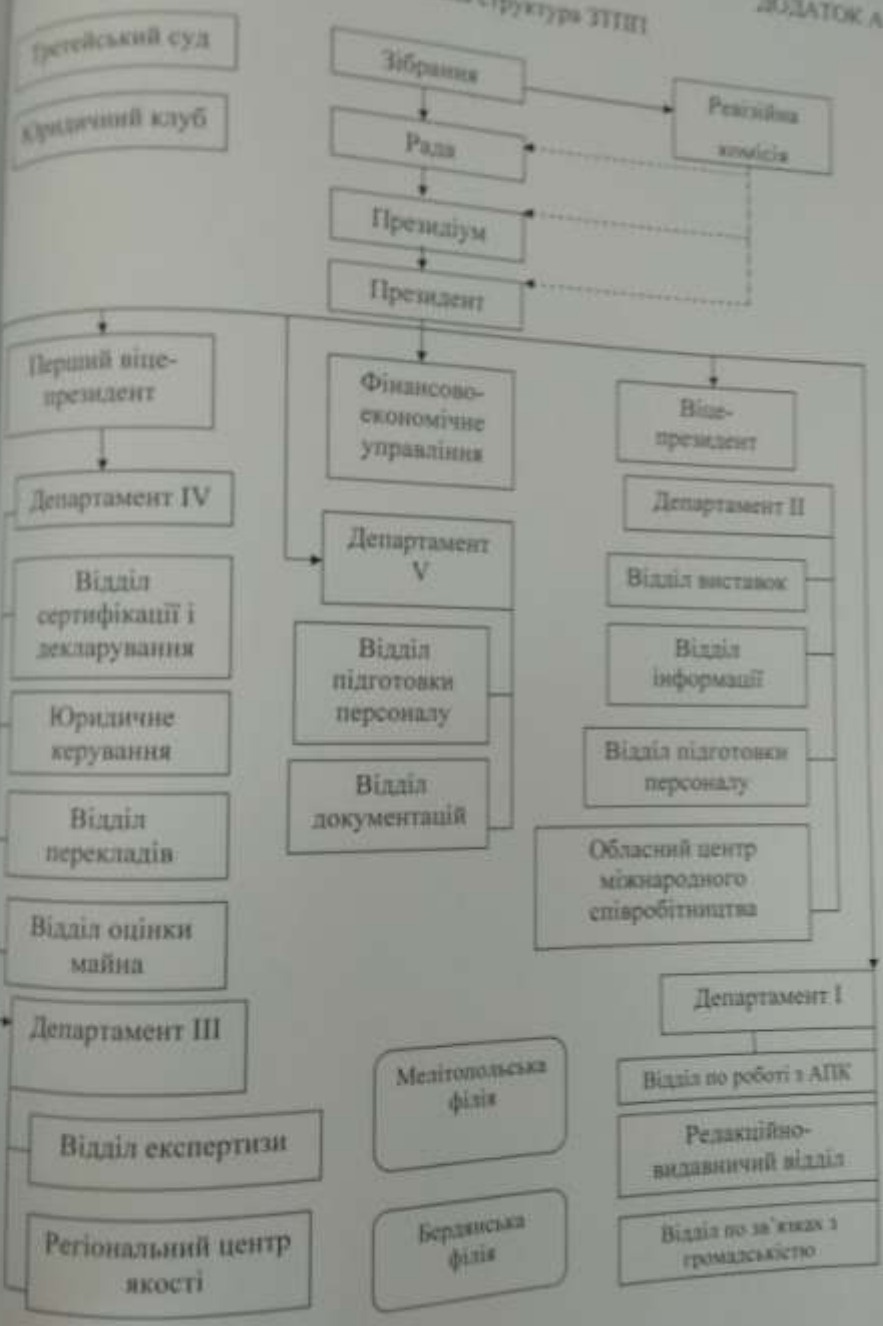 структура ЗТПП
ДОДАТОК А
Третейський суд
Юридичний клуб
Зібрання
Ревізійна
комісія
Рада
Президіум
Президент
Перший віце-
президент
Фінансово-
економічне
управління
Віце-
президент
Департамент IV
Відділ
сертифікації і
декларування
Юридичне
керування
Відділ
перекладів
Відділ оцінки
майна
Департамент III
Відділ експертизи
Регіональний центр
якості
Департамент
V
Відділ
підготовки
персоналу
Відділ
документацій
Департамент II
Відділ виставок
Відділ
інформації
Відділ підготовки
персоналу
Обласний центр
міжнародного
співробітництва
Департамент I
Відділ по роботі з АПК
Редакційно-
видавничий відділ
Відділ по зв`язках з
громадськістю
Мелітопольська
філія
Бердянська
філія